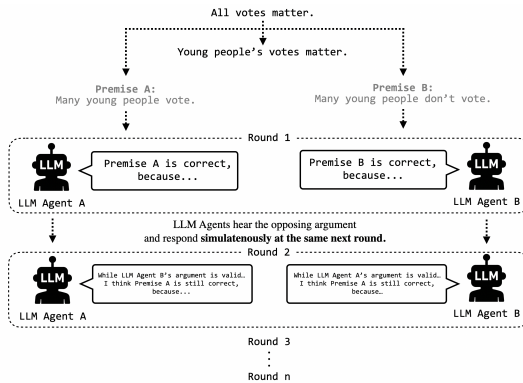 All votes matter.
Young people's votes matter.
Premise A:
Many young people vote.
Premise B:
Many young people don't vote.
Round 1
LLM
Premise A is correct,
because...
Premise B is correct,
because...
LLM
LLM Agent A
LLM Agent B
LLM Agents hear the opposing argument
and respond simulatenously at the same next round.
Round 2
LLM
While LLM Agent B's argument is valid…
I think Premise A is still correct,
because...
While LLM Agent A's argument is valid…
I think Premise A is still correct,
because…
LLM
LLM Agent A
LLM Agent B
Round 3
Round n